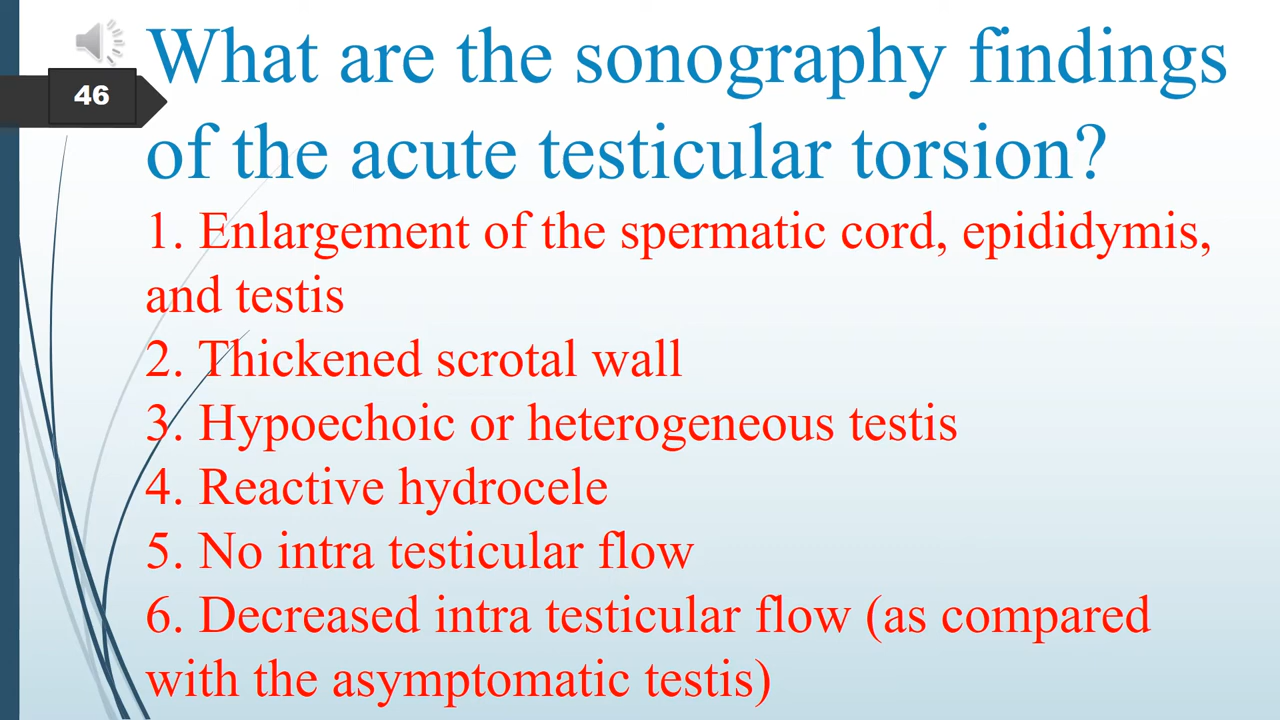 What are the sonography findings
46
of the acute testicular torsion?
1. Enlargement of the spermatic cord, epididymis,
and testis
2. Thickened scrotal wall
3. Hypoechoic or heterogeneous testis
4. Reactive hydrocele
5. No intra testicular flow
6. Decreased intra testicular flow (as compared
with the asymptomatic testis)